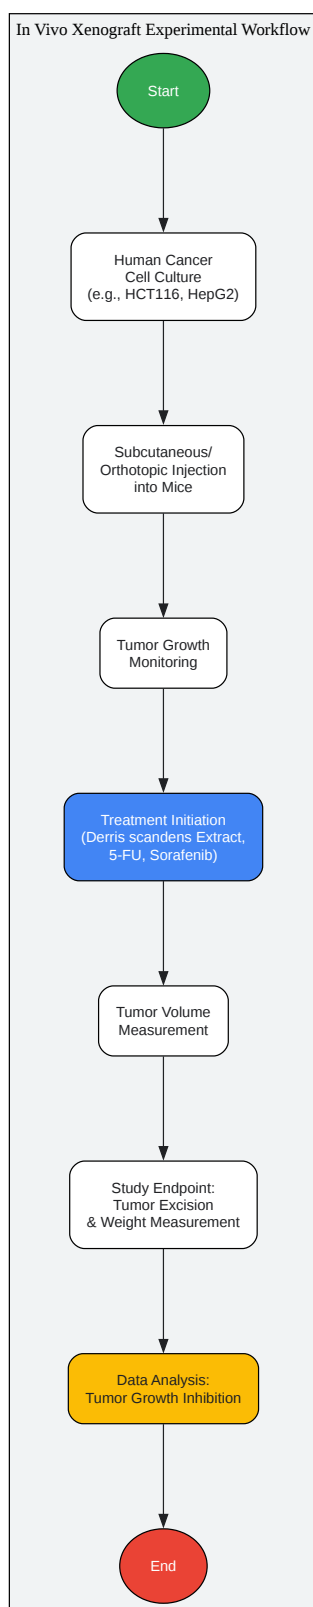 In Vivo Xenograft Experimental Workflow
Start
Human Cancer
Cell Culture
(e.g., HCT116, HepG2)
Subcutaneous/
Orthotopic Injection
into Mice
Tumor Growth
Monitoring
Treatment Initiation
(Derris scandens Extract,
5-FU, Sorafenib)
Tumor Volume
Measurement
Study Endpoint:
Tumor Excision
& Weight Measurement
Data Analysis:
Tumor Growth Inhibition
End